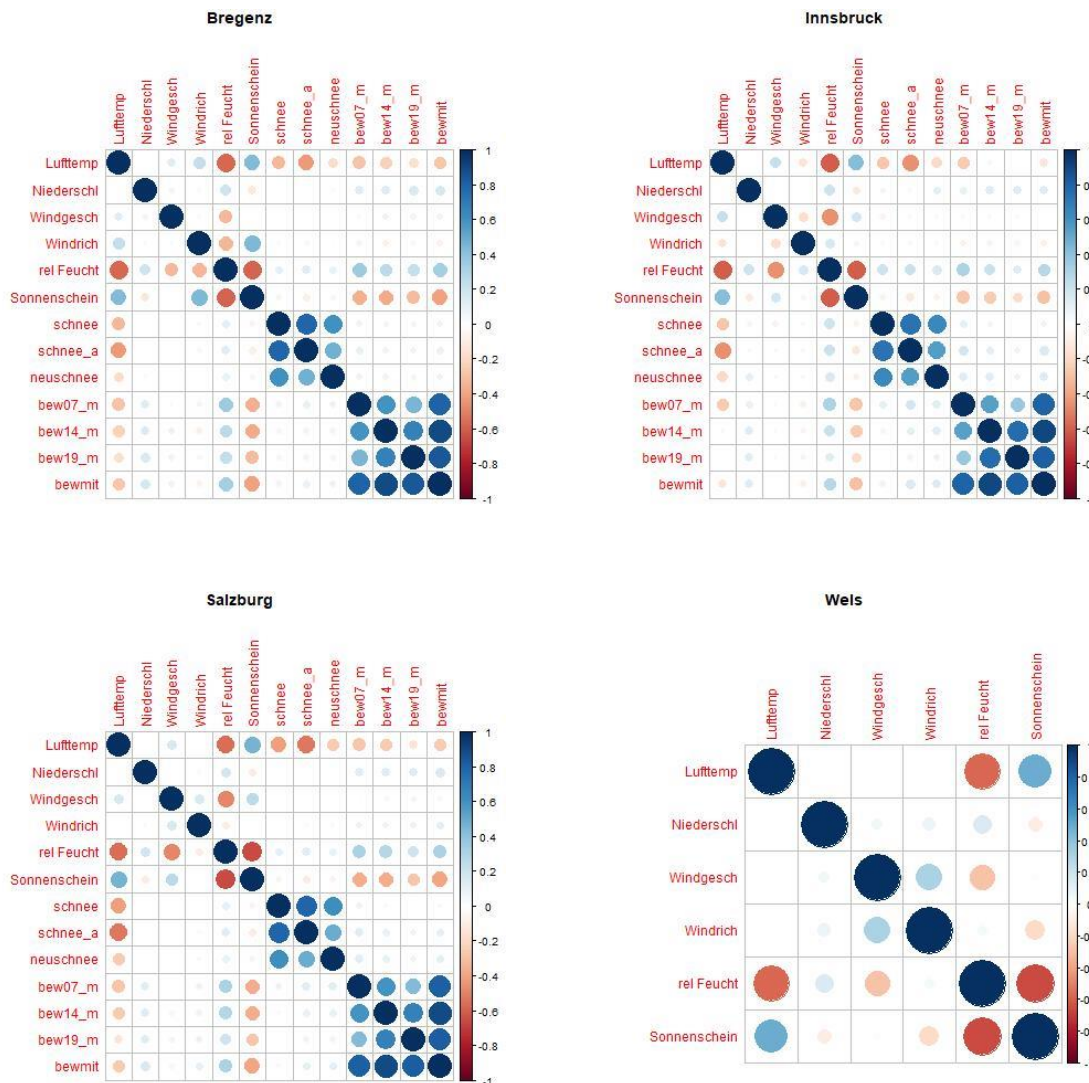 Bregenz
Lufttemp
Niederschl
Windgesch
Windrich
rel Feucht
Sonnenschein
schnee
schnee_a
neuschnee
bew07_m
bew14_m
bew19_m
bewmit
Lufttemp
Niederschl
Windgesch
Windrich
rel Feucht
Sonnenschein
schnee
schnee_a
neuschnee
bew07_m
bew14_m
bew19_m
bewmit
1
0.8
0.6
0.4
0.2
0
-0.2
-0.4
-0.6
-0.8
-1
Innsbruck
Lufttemp
Niederschl
Windgesch
Windrich
rel Feucht
Sonnenschein
schnee
schnee_a
neuschnee
bew07_m
bew14_m
bew19_m
bewmit
Lufttemp
Niederschl
Windgesch
Windrich
rel Feucht
Sonnenschein
schnee
schnee_a
neuschnee
bew07_m
bew14_m
bew19_m
bewmit
Salzburg
Lufttemp
Niederschl
Windgesch
Windrich
rel Feucht
Sonnenschein
schnee
schnee_a
neuschnee
bew07_m
bew14_m
bew19_m
bewmit
Lufttemp
Niederschl
Windgesch
Windrich
rel Feucht
Sonnenschein
schnee
schnee_a
neuschnee
bew07_m
bew14_m
bew19_m
bewmit
1
0.8
0.6
0.4
0.2
0
-0.2
-0.4
-0.6
-0.8
-1
Wels
Lufttemp
Niederschl
Windgesch
Windrich
rel Feucht
Sonnenschein
Lufttemp
Niederschl
Windgesch
Windrich
rel Feucht
Sonnenschein